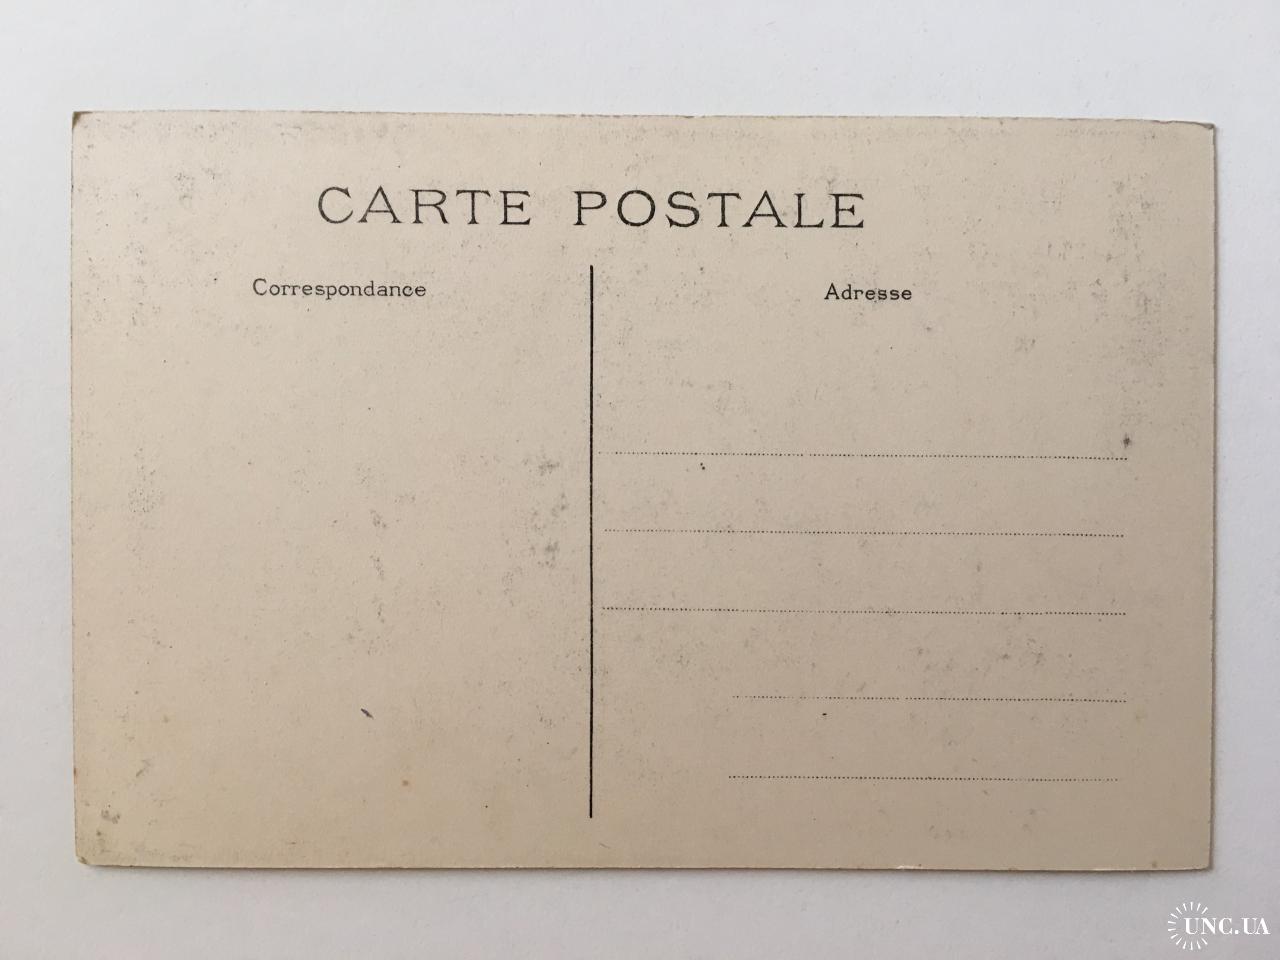 CARTE POSTALE
Correspondance
Adresse
UNC.UA